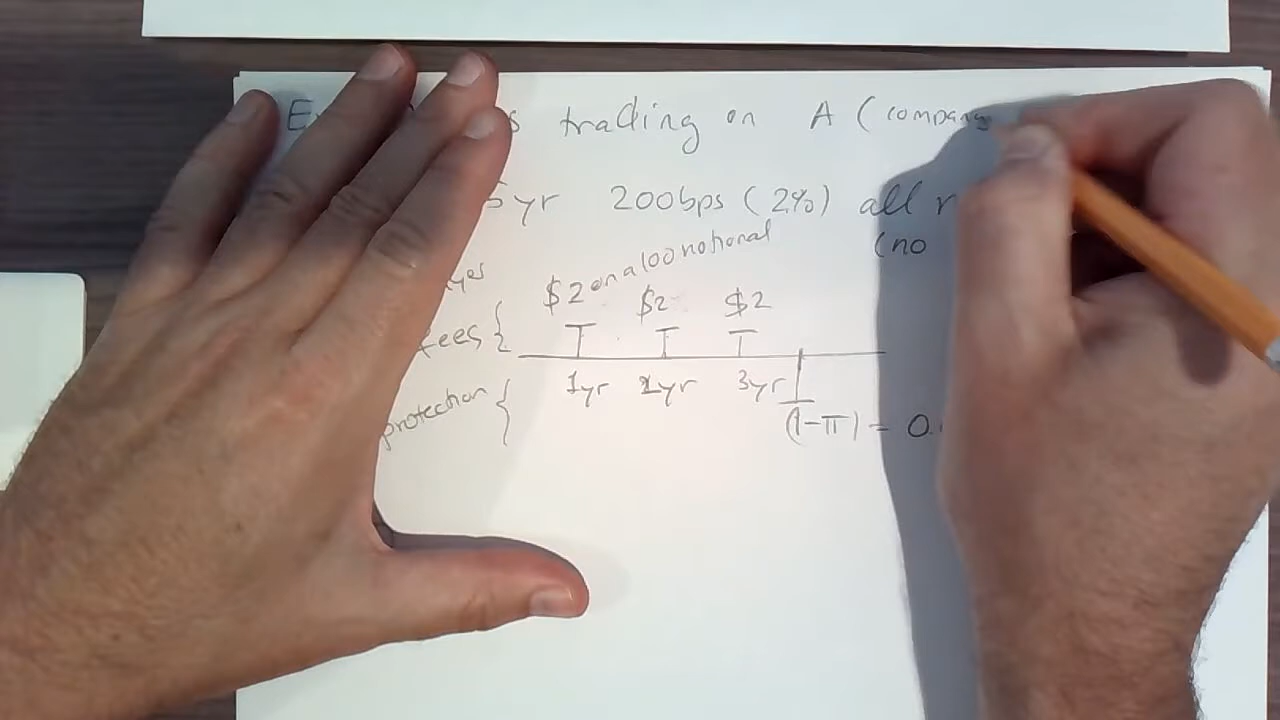 trading on A (company
5yr 200bps (2%) all
(no
on a 100 notional
$2 $2 $2
fees {
1yr 2yr 3yr
protection {
(1-π) = 0.